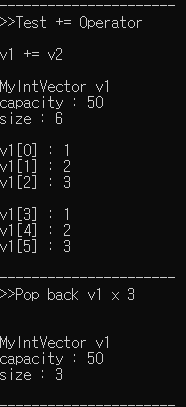 -------------------------
>>Test += Operator
v1 += v2
MyIntVector v1
capacity : 50
size : 6
v1[0] : 1
v1[1] : 2
v1[2] : 3
v1[3] : 1
v1[4] : 2
v1[5] : 3
-------------------------
>>Pop back v1 x 3
MyIntVector v1
capacity : 50
size : 3
-------------------------